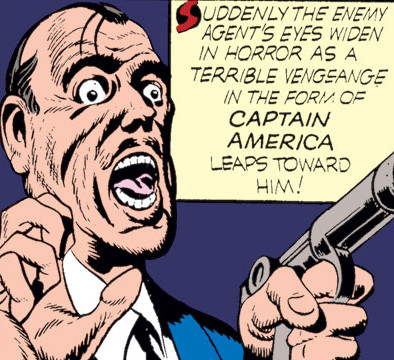 SUDDENLY THE ENEMY
AGENT'S EYES WIDEN
IN HORROR AS A
TERRIBLE VENGEANCE
IN THE FORM OF
CAPTAIN
AMERICA
LEAPS TOWARD
HIM!